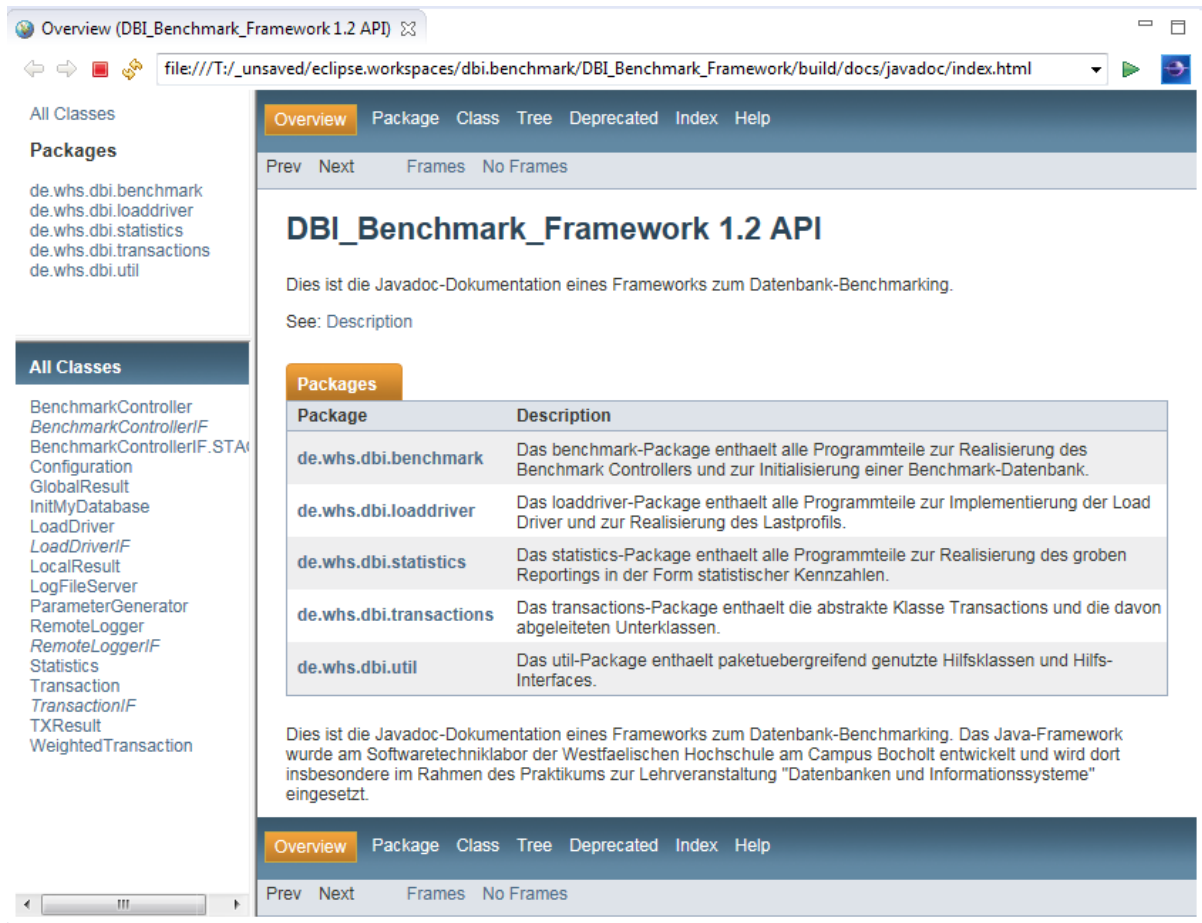 Overview (DBI_Benchmark_Framework 1.2 API)
file:///T:/_unsaved/eclipse.workspaces/dbi.benchmark/DBI_Benchmark_Framework/build/docs/javadoc/index.html
All Classes
Packages
de.whs.dbi.benchmark
de.whs.dbi.loaddriver
de.whs.dbi.statistics
de.whs.dbi.transactions
de.whs.dbi.util
All Classes
BenchmarkController
BenchmarkControllerIF
BenchmarkControllerIF.STA
Configuration
GlobalResult
InitMyDatabase
LoadDriver
LoadDriverIF
LocalResult
LogFileServer
ParameterGenerator
RemoteLogger
RemoteLoggerIF
Statistics
Transaction
TransactionIF
TXResult
WeightedTransaction
Overview Package Class Tree Deprecated Index Help
Prev Next Frames No Frames
DBI_Benchmark_Framework 1.2 API
Dies ist die Javadoc-Dokumentation eines Frameworks zum Datenbank-Benchmarking.
See: Description
Packages
Package Description
de.whs.dbi.benchmark Das benchmark-Package enthaelt alle Programmteile zur Realisierung des
Benchmark Controllers und zur Initialisierung einer Benchmark-Datenbank.
de.whs.dbi.loaddriver Das loaddriver-Package enthaelt alle Programmteile zur Implementierung der Load
Driver und zur Realisierung des Lastprofils.
de.whs.dbi.statistics Das statistics-Package enthaelt alle Programmteile zur Realisierung des groben
Reportings in der Form statistischer Kennzahlen.
de.whs.dbi.transactions Das transactions-Package enthaelt die abstrakte Klasse Transactions und die davon
abgeleiteten Unterklassen.
de.whs.dbi.util Das util-Package enthaelt paketuebergreifend genutzte Hilfsklassen und Hilfs-
Interfaces.
Dies ist die Javadoc-Dokumentation eines Frameworks zum Datenbank-Benchmarking. Das Java-Framework
wurde am Softwaretechniklabor der Westfaelischen Hochschule am Campus Bocholt entwickelt und wird dort
insbesondere im Rahmen des Praktikums zur Lehrveranstaltung "Datenbanken und Informationssysteme"
eingesetzt.
Overview Package Class Tree Deprecated Index Help
Prev Next Frames No Frames